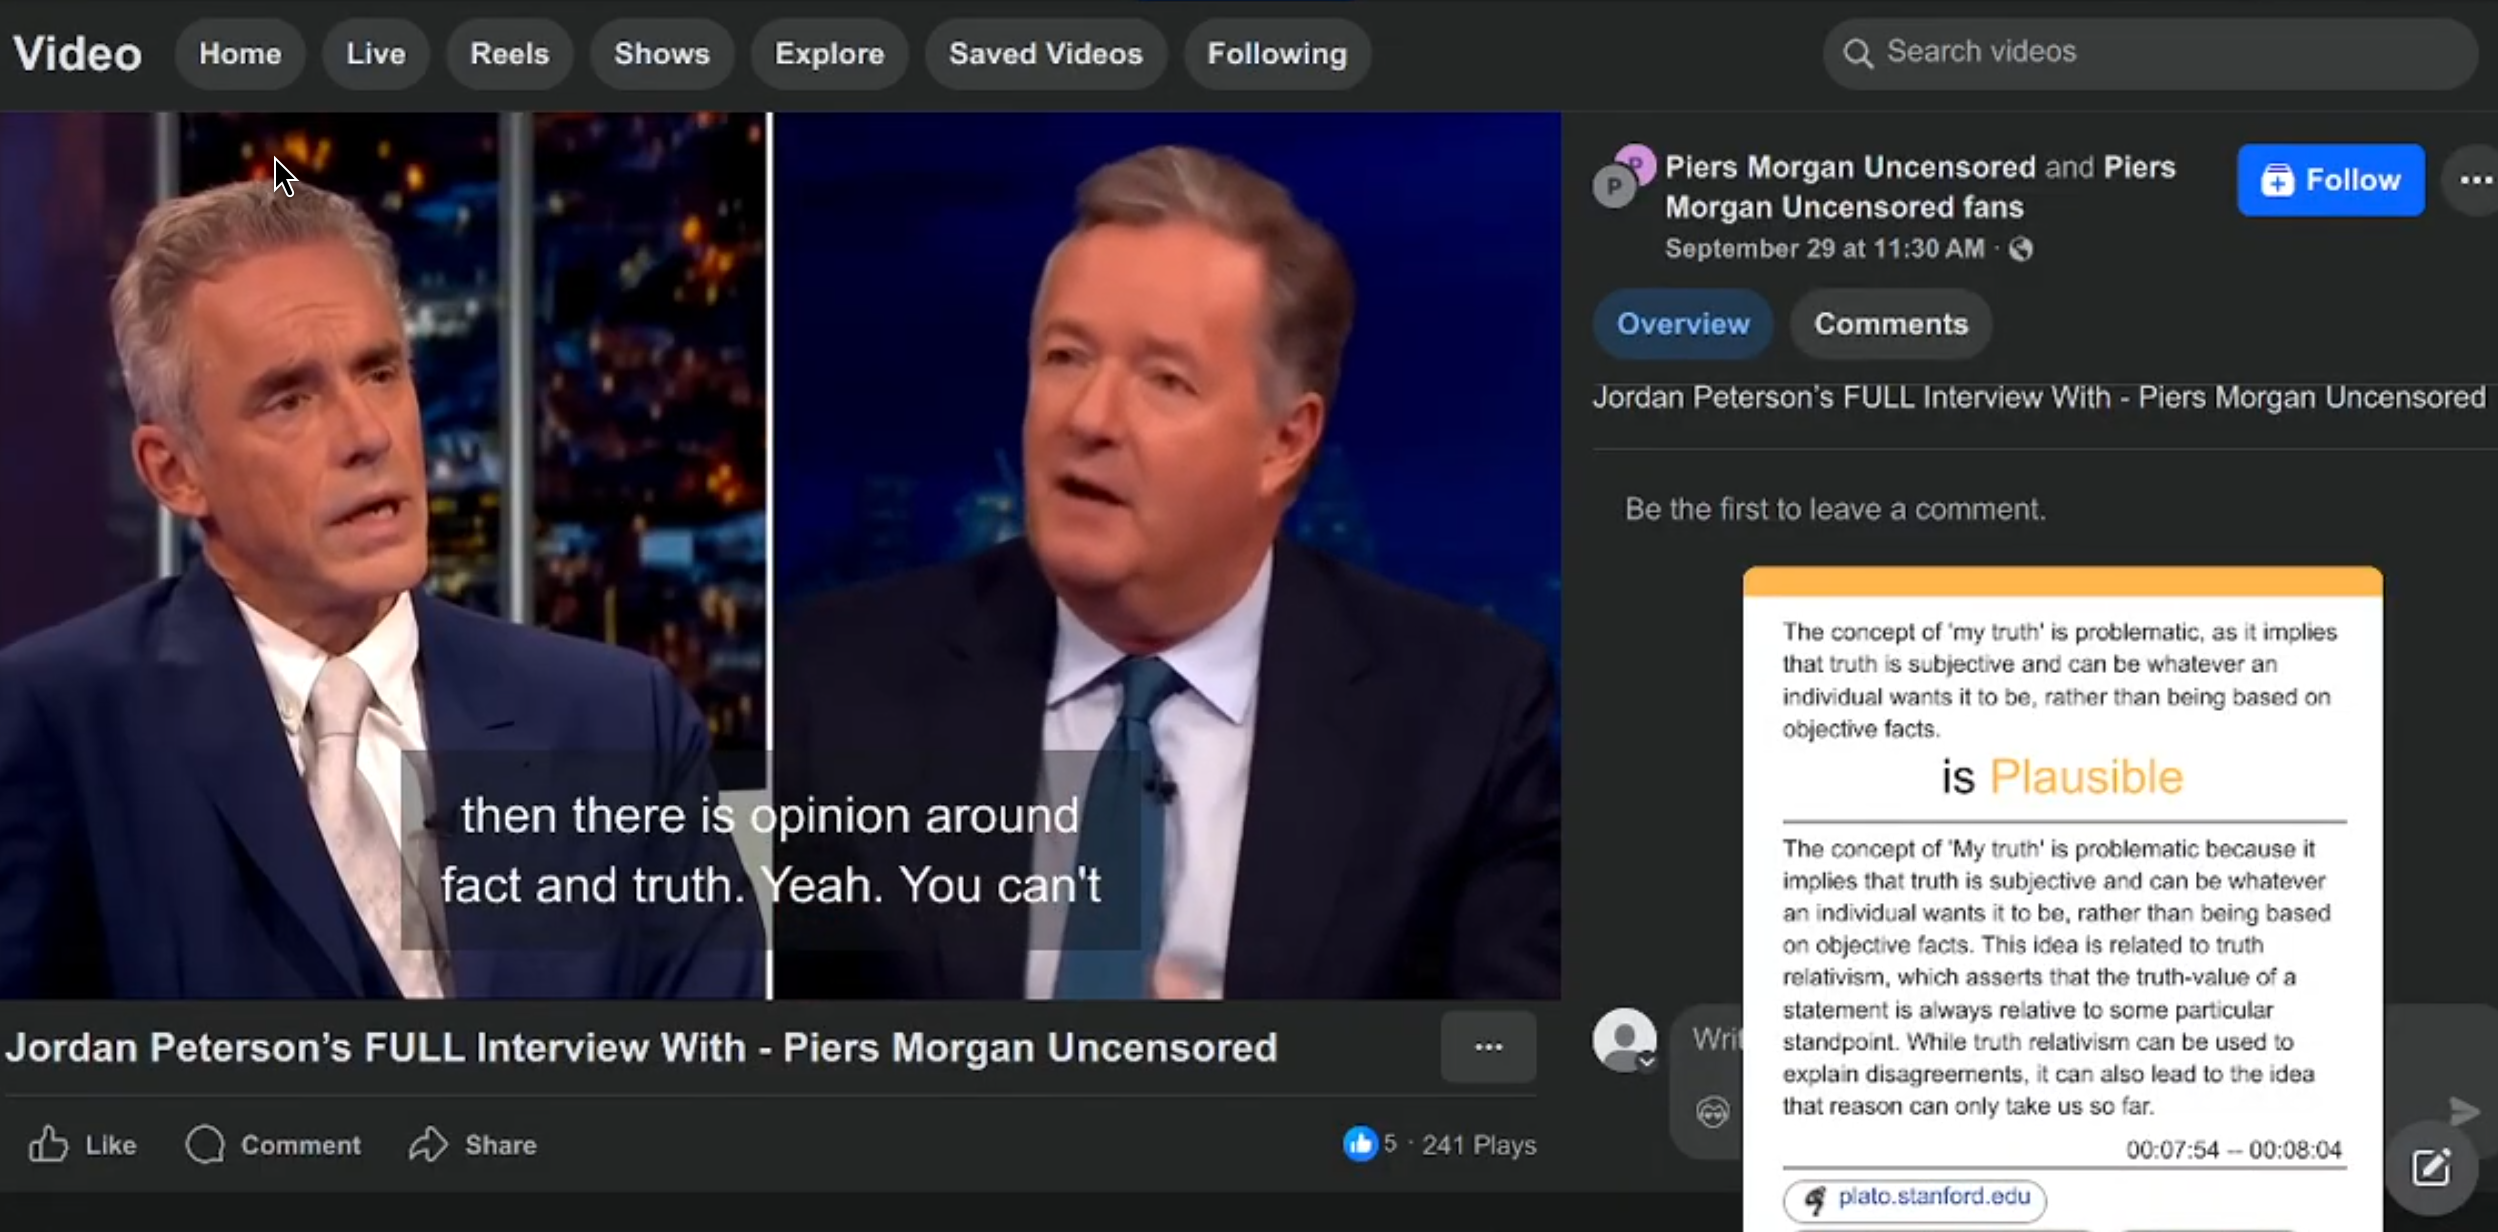 Video
Home
Live
Reels
Shows
Explore
Saved Videos
Following
Search videos
then there is opinion around
fact and truth. Yeah. You can't
Jordan Peterson’s FULL Interview With - Piers Morgan Uncensored
...
Like
Comment
Share
5 · 241 Plays
P
P
Piers Morgan Uncensored and Piers
Morgan Uncensored fans
September 29 at 11:30 AM ·
Follow
...
Overview
Comments
Jordan Peterson's FULL Interview With - Piers Morgan Uncensored
Be the first to leave a comment.
Writ
The concept of 'my truth' is problematic, as it implies
that truth is subjective and can be whatever an
individual wants it to be, rather than being based on
objective facts.
is Plausible
The concept of 'My truth' is problematic because it
implies that truth is subjective and can be whatever
an individual wants it to be, rather than being based
on objective facts. This idea is related to truth
relativism, which asserts that the truth-value of a
statement is always relative to some particular
standpoint. While truth relativism can be used to
explain disagreements, it can also lead to the idea
that reason can only take us so far.
00:07:54 -- 00:08:04
plato.stanford.edu